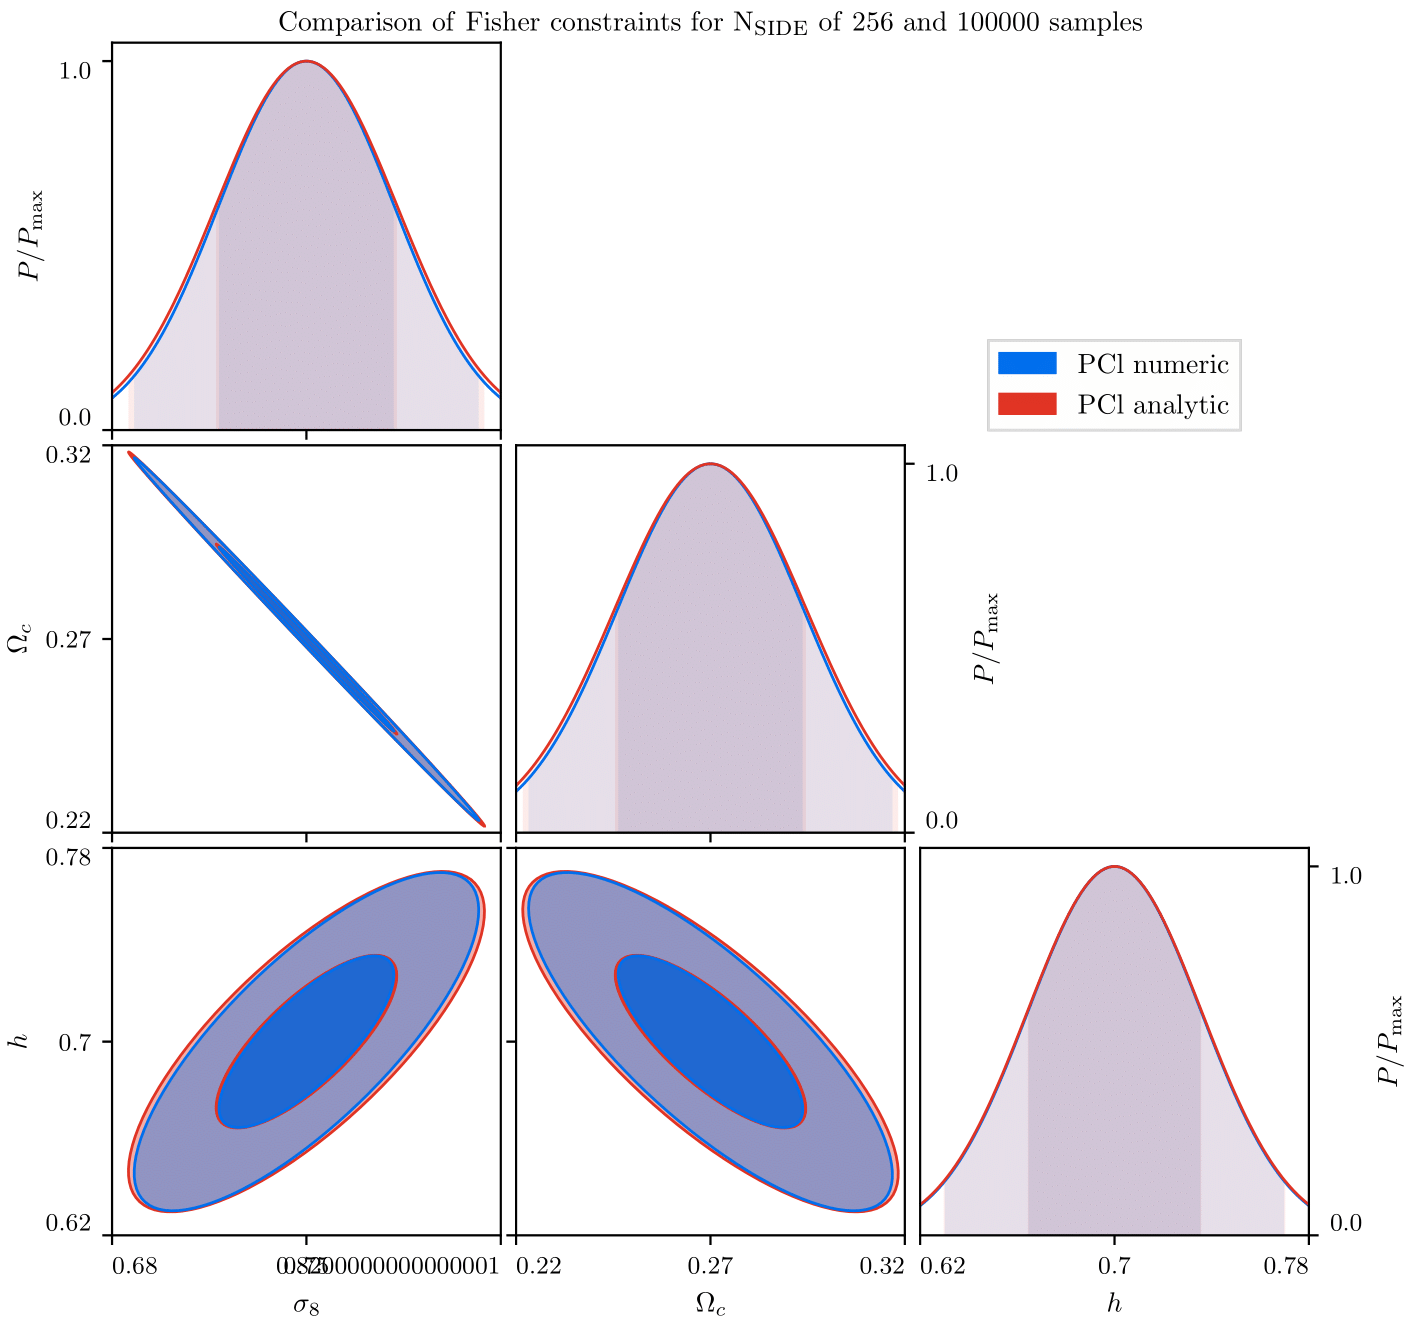 Comparison of Fisher constraints for N_SIDE of 256 and 100000 samples
1.0
P/P_max
0.0
PCl numeric
PCl analytic
0.32
Ω_c
0.27
0.22
1.0
P/P_max
0.0
0.78
h
0.7
0.62
1.0
P/P_max
0.0
0.68
σ_8
0.22
0.27
0.32
Ω_c
0.62
0.7
0.78
h